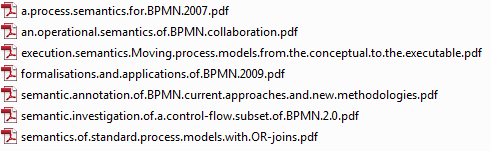 a.process.semantics.for.BPMN.2007.pdf
an.operational.semantics.of.BPMN.collaboration.pdf
execution.semantics.Moving.process.models.from.the.conceptual.to.the.executable.pdf
formalisations.and.applications.of.BPMN.2009.pdf
semantic.annotation.of.BPMN.current.approaches.and.new.methodologies.pdf
semantic.investigation.of.a.control-flow.subset.of.BPMN.2.0.pdf
semantics.of.standard.process.models.with.OR-joins.pdf